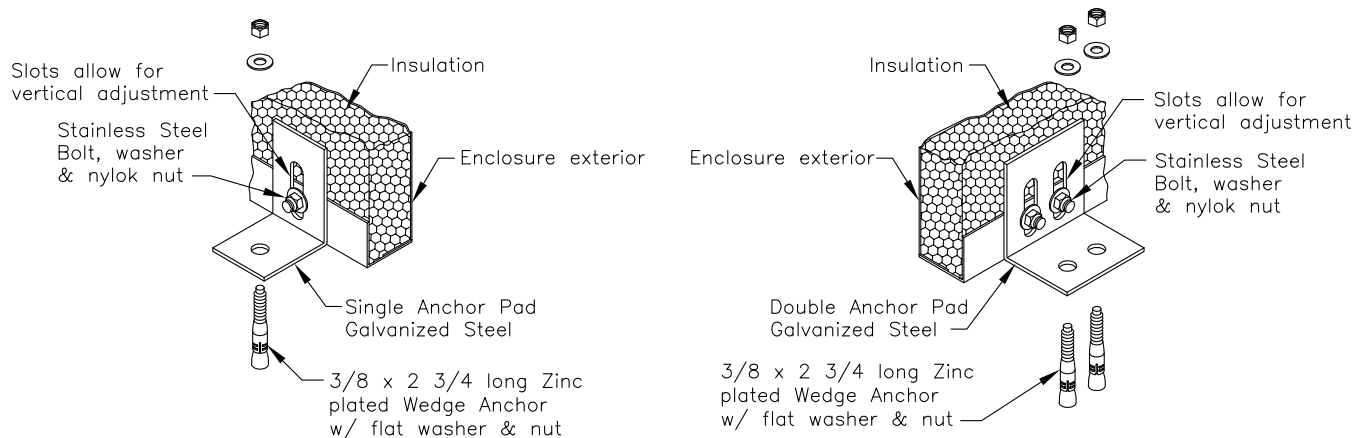 Insulation
Slots allow for
vertical adjustment
Stainless Steel
Bolt, washer
& nylok nut
Enclosure exterior
Single Anchor Pad
Galvanized Steel
3/8 x 2 3/4 long Zinc
plated Wedge Anchor
w/ flat washer & nut
Insulation
Slots allow for
vertical adjustment
Enclosure exterior
Stainless Steel
Bolt, washer
& nylok nut
Double Anchor Pad
Galvanized Steel
3/8 x 2 3/4 long Zinc
plated Wedge Anchor
w/ flat washer & nut